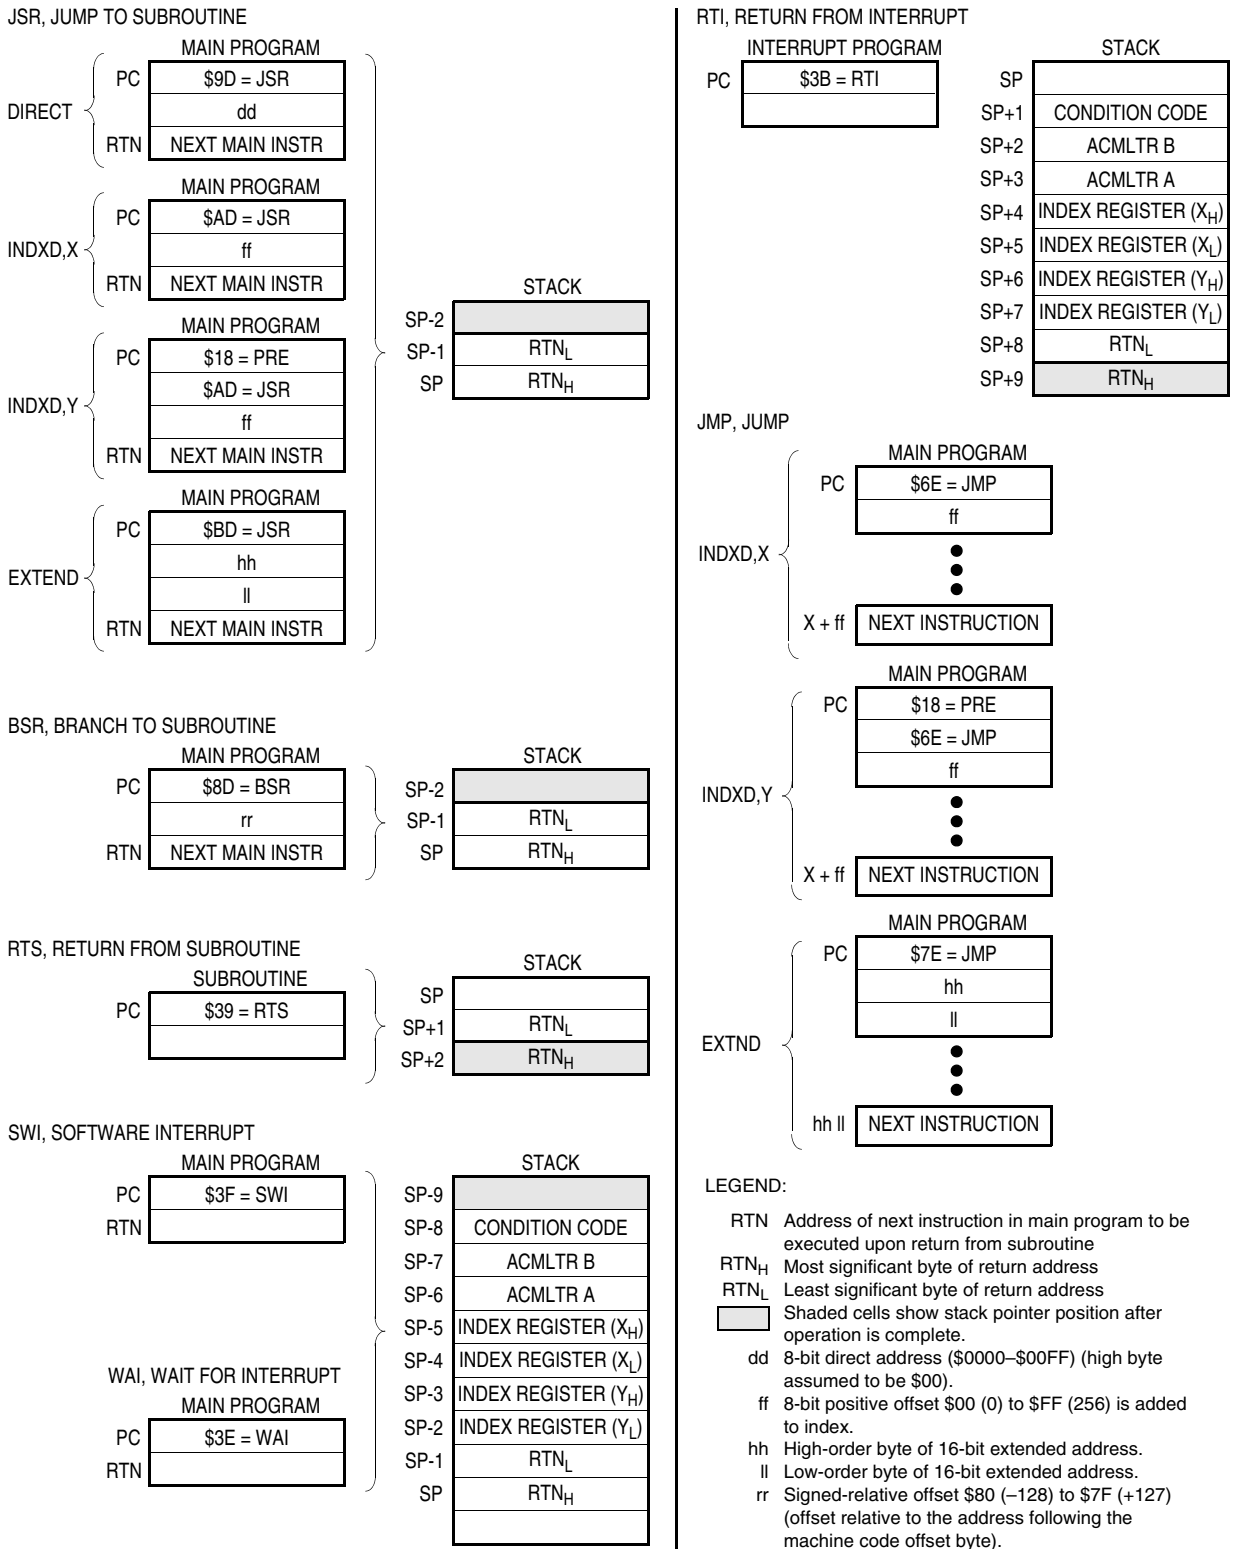 JSR, JUMP TO SUBROUTINE
MAIN PROGRAM
DIRECT
PC $9D = JSR
dd
RTN NEXT MAIN INSTR
MAIN PROGRAM
INDXD,X
PC $AD = JSR
ff
RTN NEXT MAIN INSTR
MAIN PROGRAM
INDXD,Y
PC $18 = PRE
$AD = JSR
ff
RTN NEXT MAIN INSTR
MAIN PROGRAM
EXTEND
PC $BD = JSR
hh
ll
RTN NEXT MAIN INSTR
STACK
SP-2
SP-1 RTNL
SP RTNH
BSR, BRANCH TO SUBROUTINE
MAIN PROGRAM
PC $8D = BSR
rr
RTN NEXT MAIN INSTR
STACK
SP-2
SP-1 RTNL
SP RTNH
RTS, RETURN FROM SUBROUTINE
SUBROUTINE
PC $39 = RTS
STACK
SP
SP+1 RTNL
SP+2 RTNH
SWI, SOFTWARE INTERRUPT
MAIN PROGRAM
PC $3F = SWI
RTN
WAI, WAIT FOR INTERRUPT
MAIN PROGRAM
PC $3E = WAI
RTN
STACK
SP-9
SP-8 CONDITION CODE
SP-7 ACMLTR B
SP-6 ACMLTR A
SP-5 INDEX REGISTER (XH)
SP-4 INDEX REGISTER (XL)
SP-3 INDEX REGISTER (YH)
SP-2 INDEX REGISTER (YL)
SP-1 RTNL
SP RTNH
RTI, RETURN FROM INTERRUPT
INTERRUPT PROGRAM
PC $3B = RTI
STACK
SP
SP+1 CONDITION CODE
SP+2 ACMLTR B
SP+3 ACMLTR A
SP+4 INDEX REGISTER (XH)
SP+5 INDEX REGISTER (XL)
SP+6 INDEX REGISTER (YH)
SP+7 INDEX REGISTER (YL)
SP+8 RTNL
SP+9 RTNH
JMP, JUMP
MAIN PROGRAM
INDXD,X
PC $6E = JMP
ff
X + ff NEXT INSTRUCTION
MAIN PROGRAM
INDXD,Y
PC $18 = PRE
$6E = JMP
ff
X + ff NEXT INSTRUCTION
MAIN PROGRAM
EXTND
PC $7E = JMP
hh
ll
hh ll NEXT INSTRUCTION
LEGEND:
RTN Address of next instruction in main program to be
executed upon return from subroutine
RTNH Most significant byte of return address
RTNL Least significant byte of return address
Shaded cells show stack pointer position after
operation is complete.
dd 8-bit direct address ($0000–$00FF) (high byte
assumed to be $00).
ff 8-bit positive offset $00 (0) to $FF (256) is added
to index.
hh High-order byte of 16-bit extended address.
ll Low-order byte of 16-bit extended address.
rr Signed-relative offset $80 (–128) to $7F (+127)
(offset relative to the address following the
machine code offset byte).